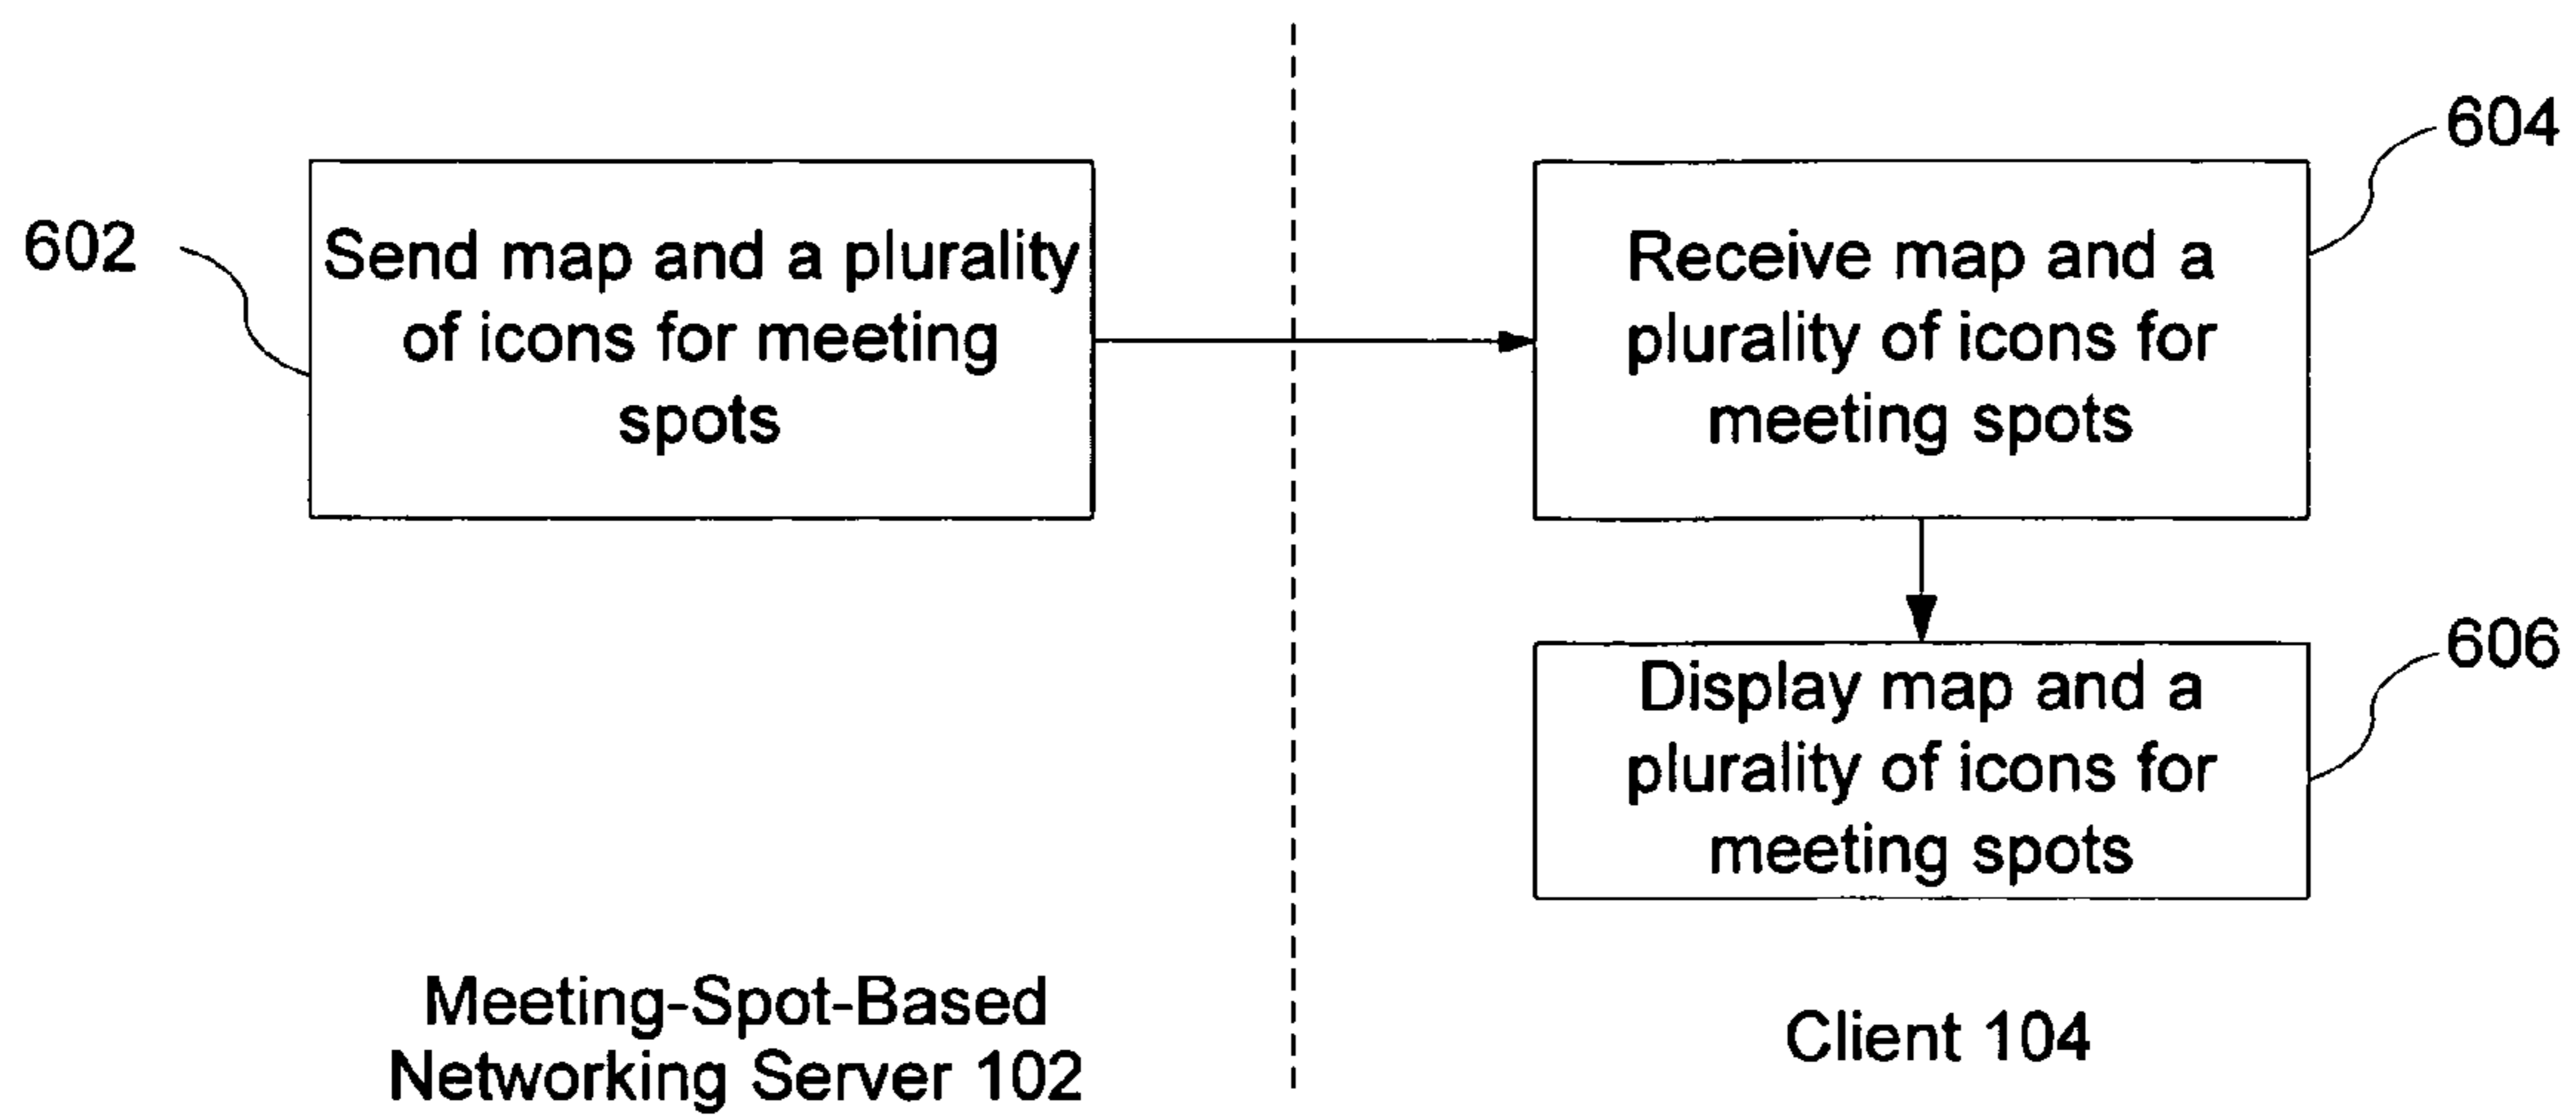 602
Send map and a plurality
of icons for meeting
spots
604
Receive map and a
plurality of icons for
meeting spots
606
Display map and a
plurality of icons for
meeting spots
Meeting-Spot-Based
Networking Server 102
Client 104